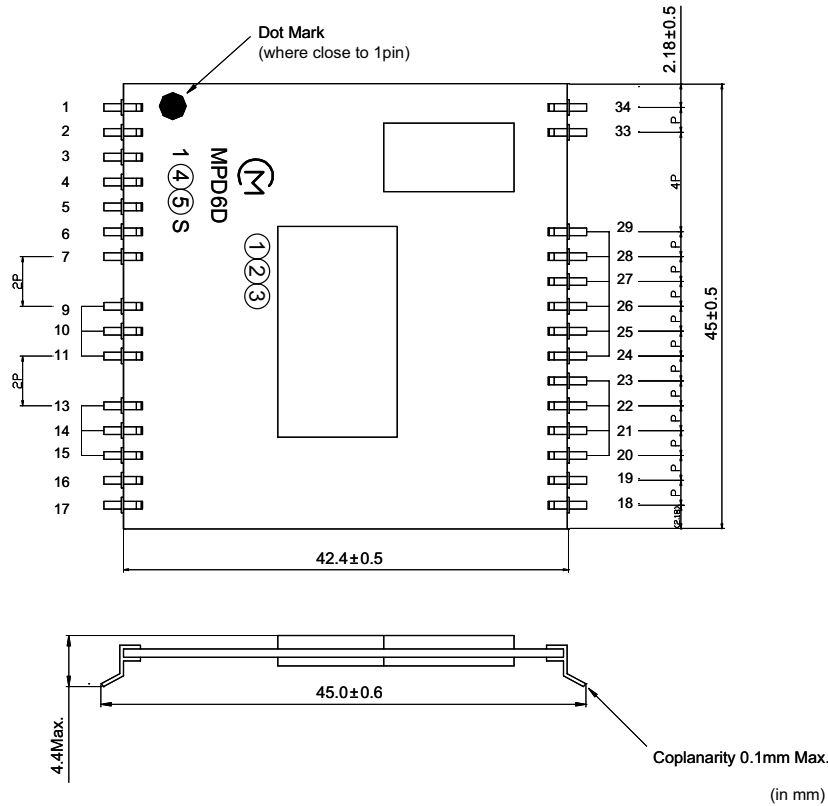 Dot Mark
(where close to 1pin)
2.18±0.5
1
2
3
4
5
6
7
9
10
11
13
14
15
16
17
2P
2P
M
MPD6D
1④⑤S
①②③
34
33
29
28
27
26
25
24
23
22
21
20
19
18
P
4P
P
P
P
P
P
P
P
P
P
P
P
(2.18)
45±0.5
42.4±0.5
4.4Max.
45.0±0.6
Coplanarity 0.1mm Max.
(in mm)